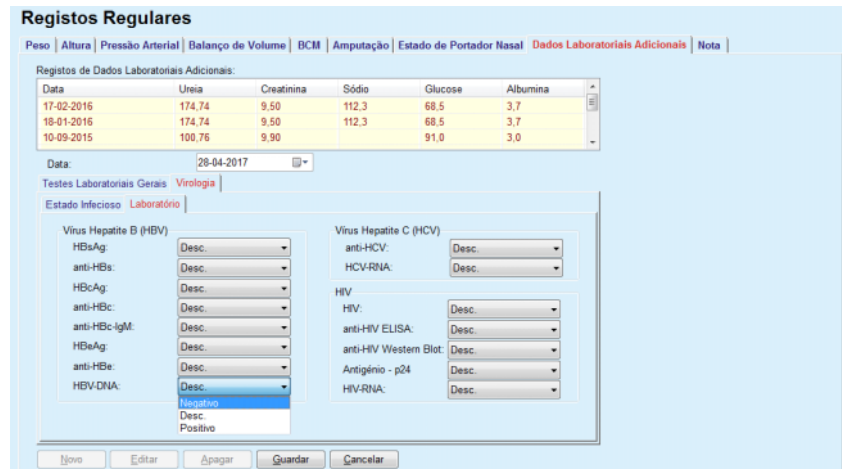 Registos Regulares
Peso Altura Pressão Arterial Balanço de Volume BCM Amputação Estado de Portador Nasal Dados Laboratoriais Adicionais Nota
Registos de Dados Laboratoriais Adicionais:
Data Ureia Creatinina Sódio Glucose Albumina
17-02-2016 174,74 9,50 112,3 68,5 3,7
18-01-2016 174,74 9,50 112,3 68,5 3,7
10-09-2015 100,76 9,90 91,0 3,0
Data: 28-04-2017
Testes Laboratoriais Gerais Virologia
Estado Infecioso Laboratório
Vírus Hepatite B (HBV) Vírus Hepatite C (HCV)
HBsAg: Desc. anti-HCV: Desc.
anti-HBs: Desc. HCV-RNA: Desc.
HBcAg: Desc. HIV
anti-HBc: Desc. HIV: Desc.
anti-HBc-IgM: Desc. anti-HIV ELISA: Desc.
HBeAg: Desc. anti-HIV Western Blot: Desc.
anti-HBe: Desc. Antigénio - p24 Desc.
HBV-DNA: Desc. HIV-RNA: Desc.
Negativo
Desc.
Positivo
Novo Editar Apagar Guardar Cancelar